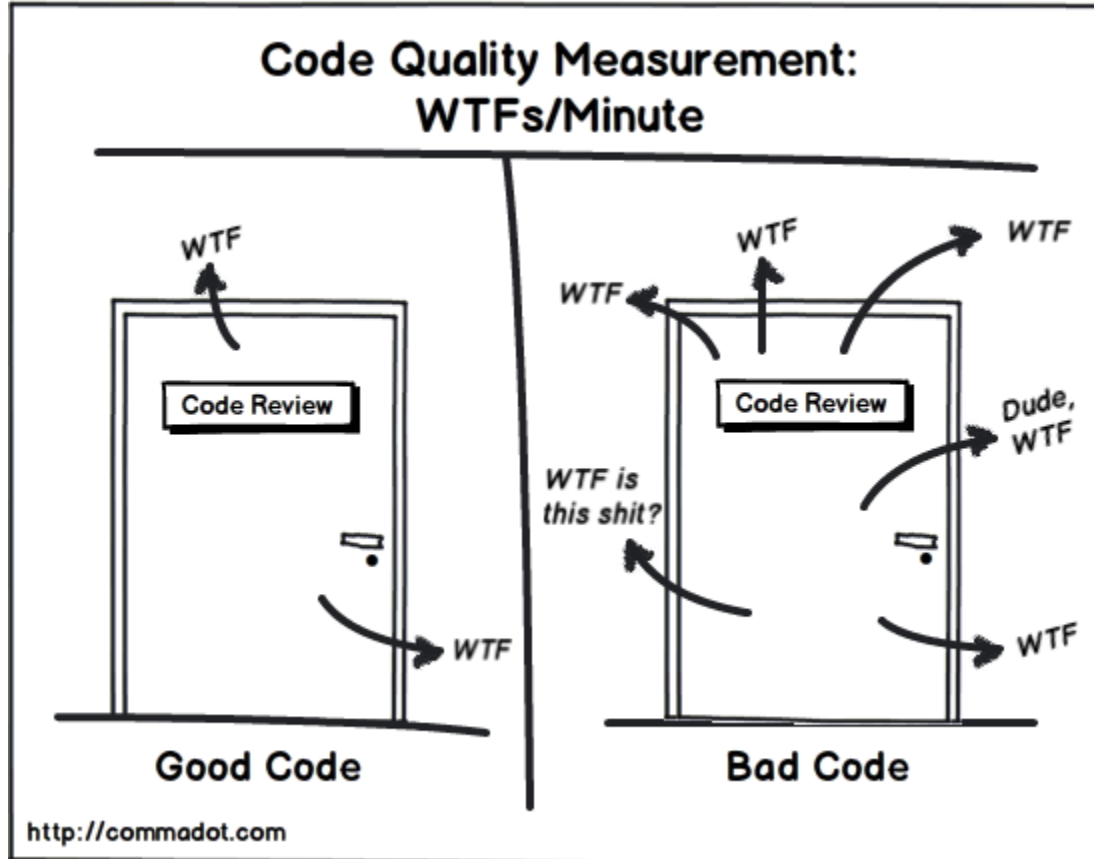 Code Quality Measurement:
WTFs/Minute
WTF
Code Review
WTF
Good Code
WTF
WTF
WTF
Code Review
Dude,
WTF
WTF is
this shit?
WTF
Bad Code
http://commadot.com